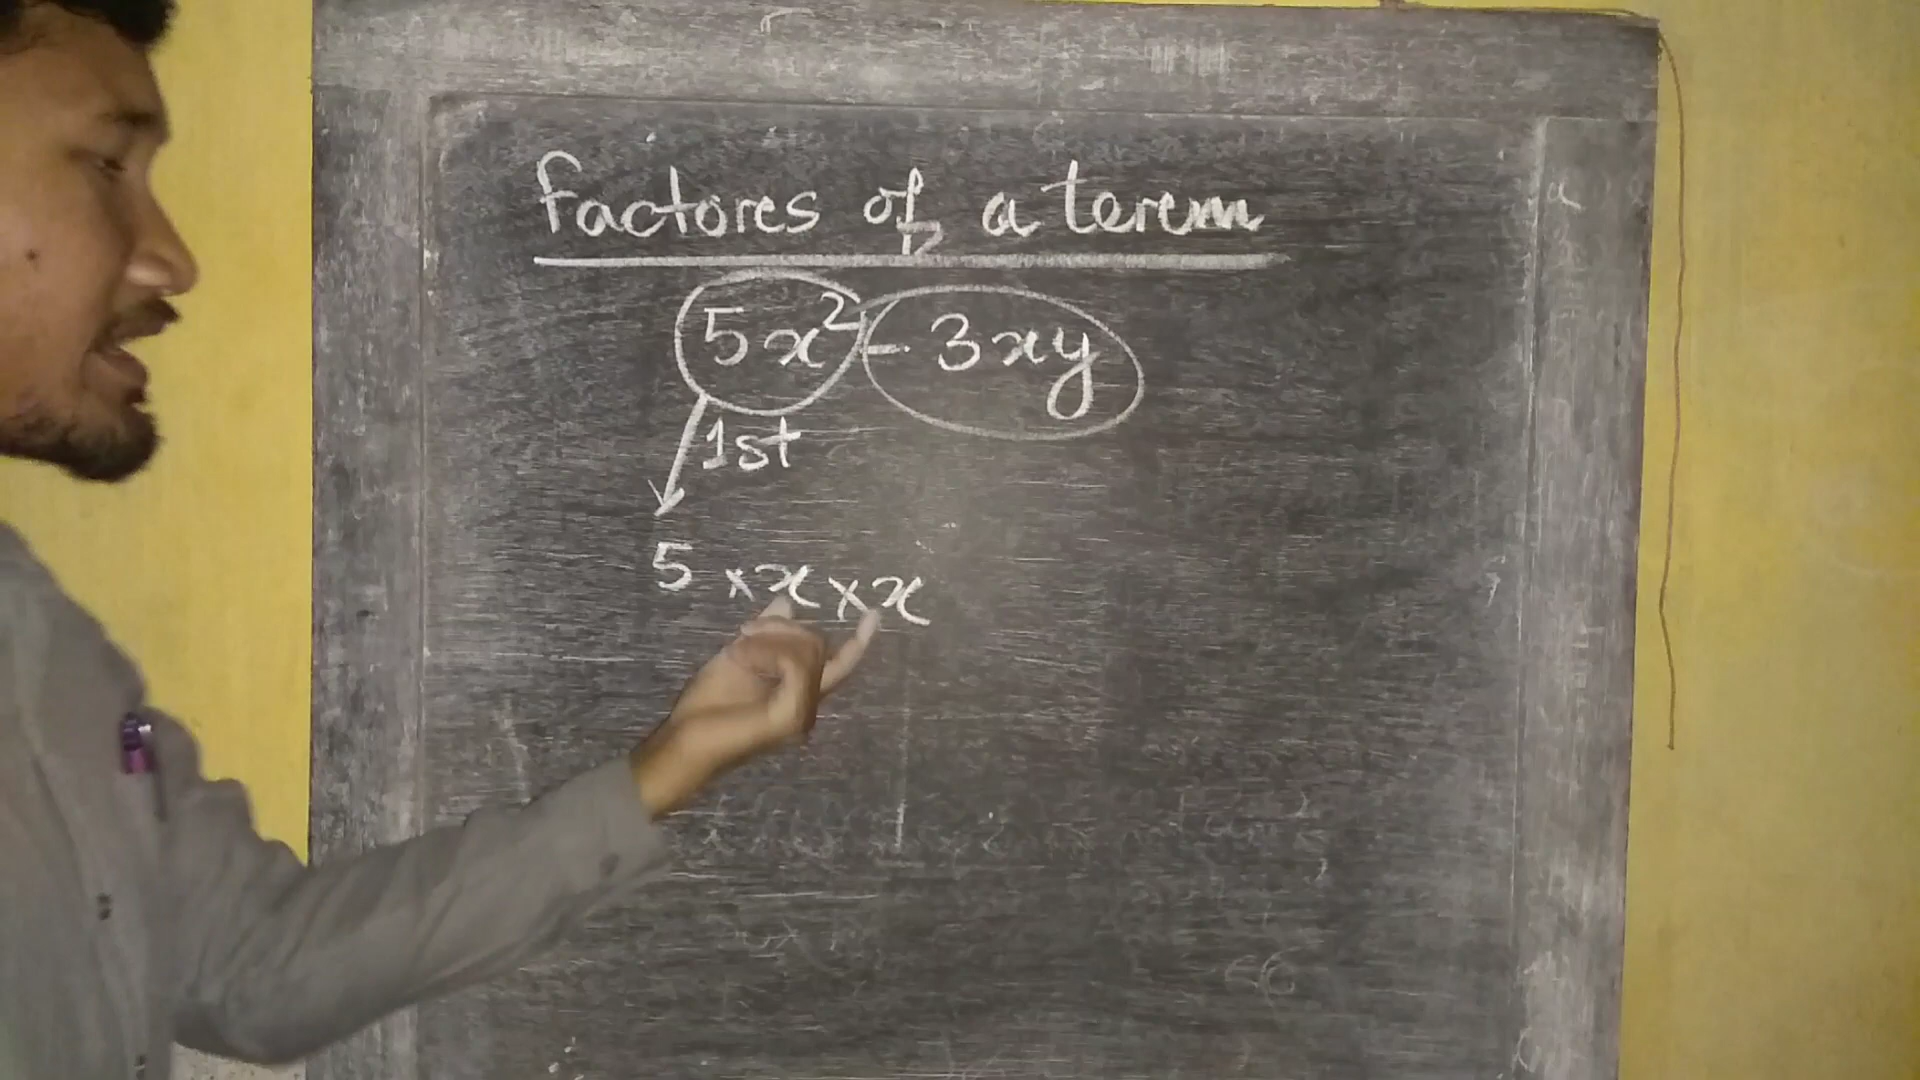 factores of a terem
5x² - 3xy
1st
5 × x × x